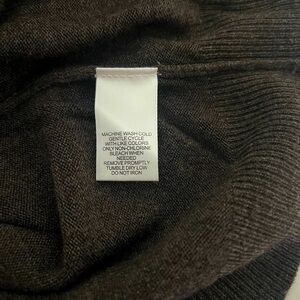 MACHINE WASH COLD
GENTLE CYCLE
WITH LIKE COLORS
ONLY NON-CHLORINE
BLEACH WHEN
NEEDED
REMOVE PROMPTLY
TUMBLE DRY LOW
DO NOT IRON